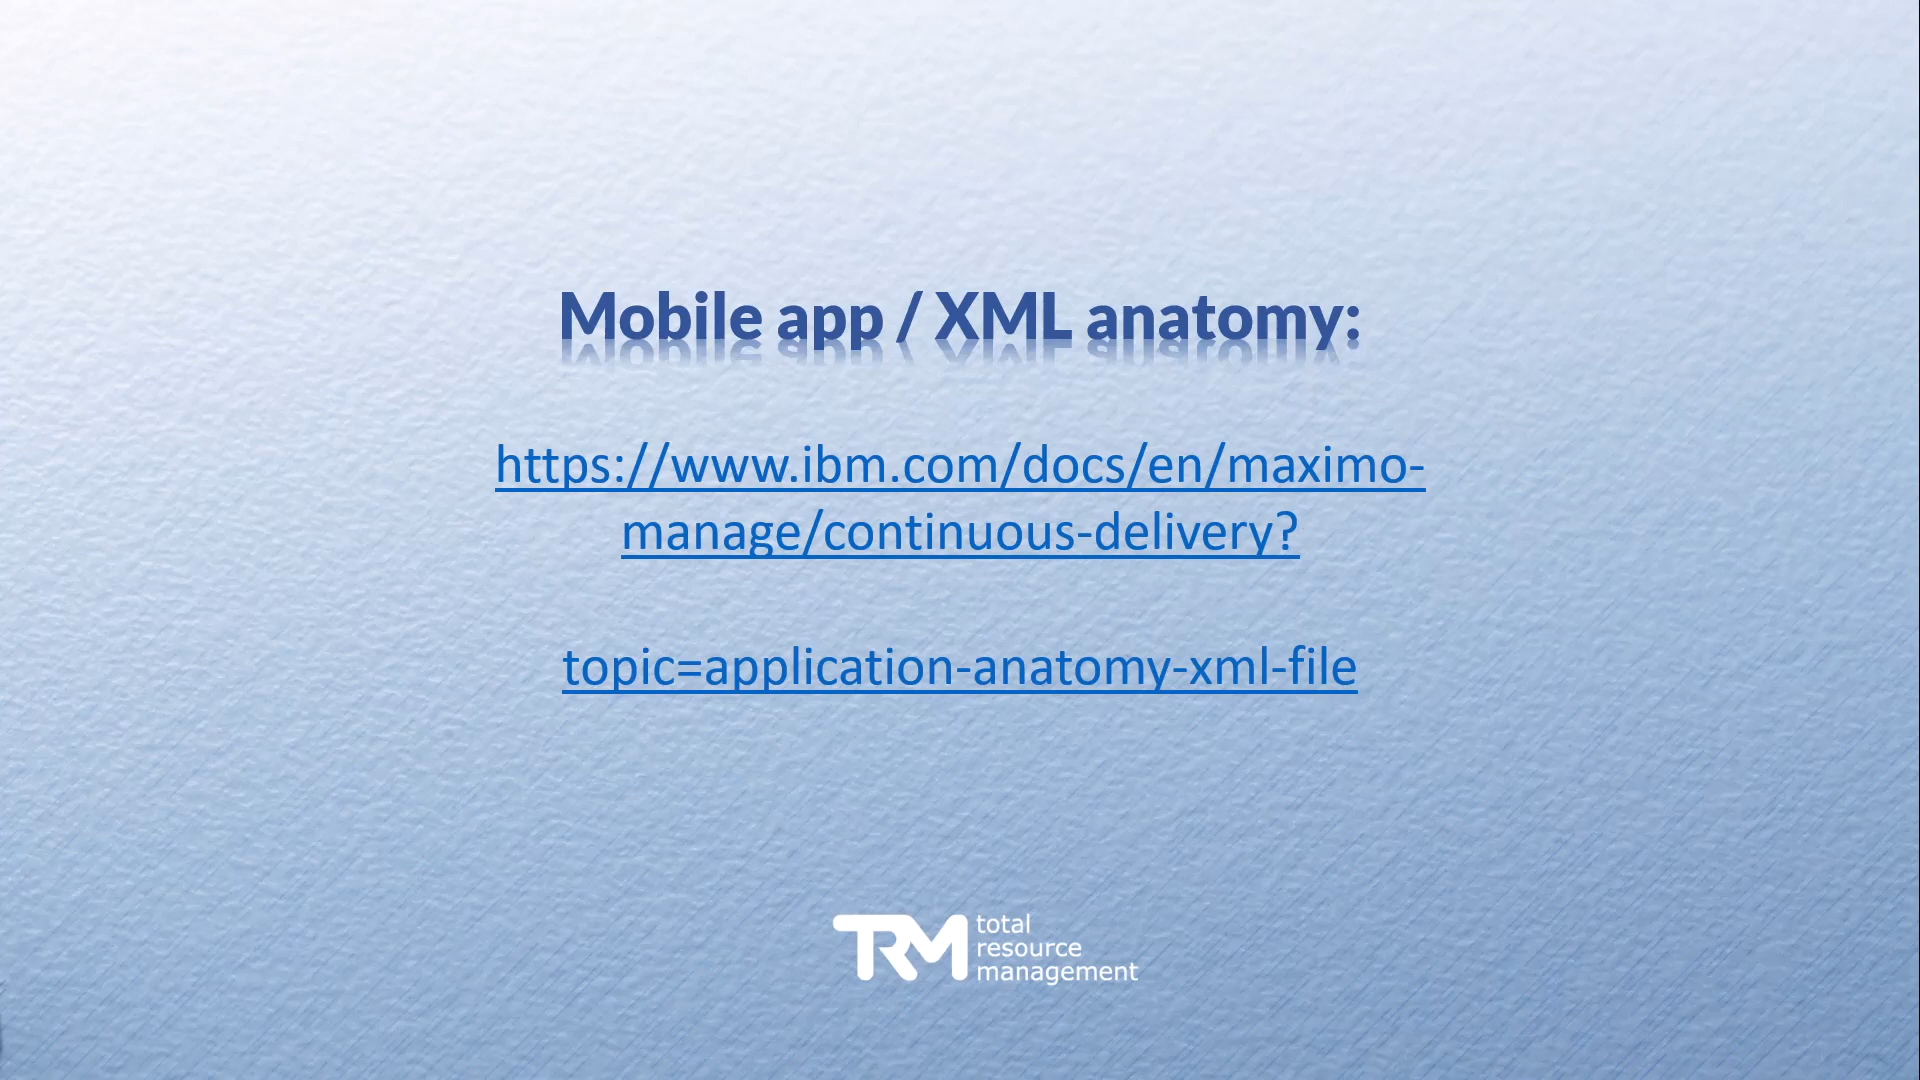 Mobile app / XML anatomy:
https://www.ibm.com/docs/en/maximo-
manage/continuous-delivery?
topic=application-anatomy-xml-file
TRM total
resource
management